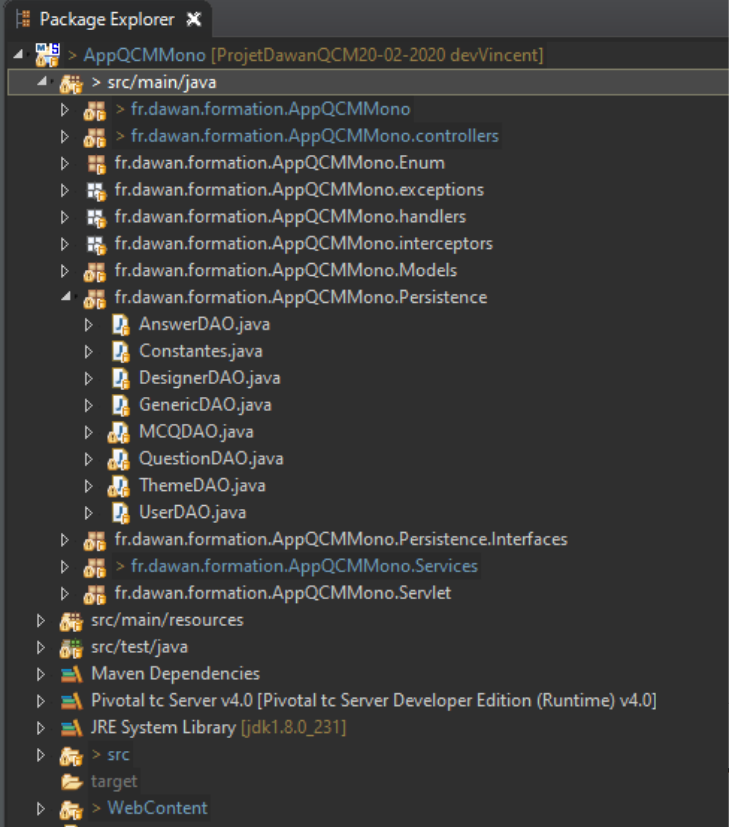 Package Explorer
> AppQCMMono [ProjetDawanQCM20-02-2020 devVincent]
> src/main/java
> fr.dawan.formation.AppQCMMono
> fr.dawan.formation.AppQCMMono.controllers
fr.dawan.formation.AppQCMMono.Enum
fr.dawan.formation.AppQCMMono.exceptions
fr.dawan.formation.AppQCMMono.handlers
fr.dawan.formation.AppQCMMono.interceptors
fr.dawan.formation.AppQCMMono.Models
fr.dawan.formation.AppQCMMono.Persistence
AnswerDAO.java
Constantes.java
DesignerDAO.java
GenericDAO.java
MCQDAO.java
QuestionDAO.java
ThemeDAO.java
UserDAO.java
fr.dawan.formation.AppQCMMono.Persistence.Interfaces
> fr.dawan.formation.AppQCMMono.Services
fr.dawan.formation.AppQCMMono.Servlet
src/main/resources
src/test/java
Maven Dependencies
Pivotal tc Server v4.0 [Pivotal tc Server Developer Edition (Runtime) v4.0]
JRE System Library [jdk1.8.0_231]
> src
target
> WebContent